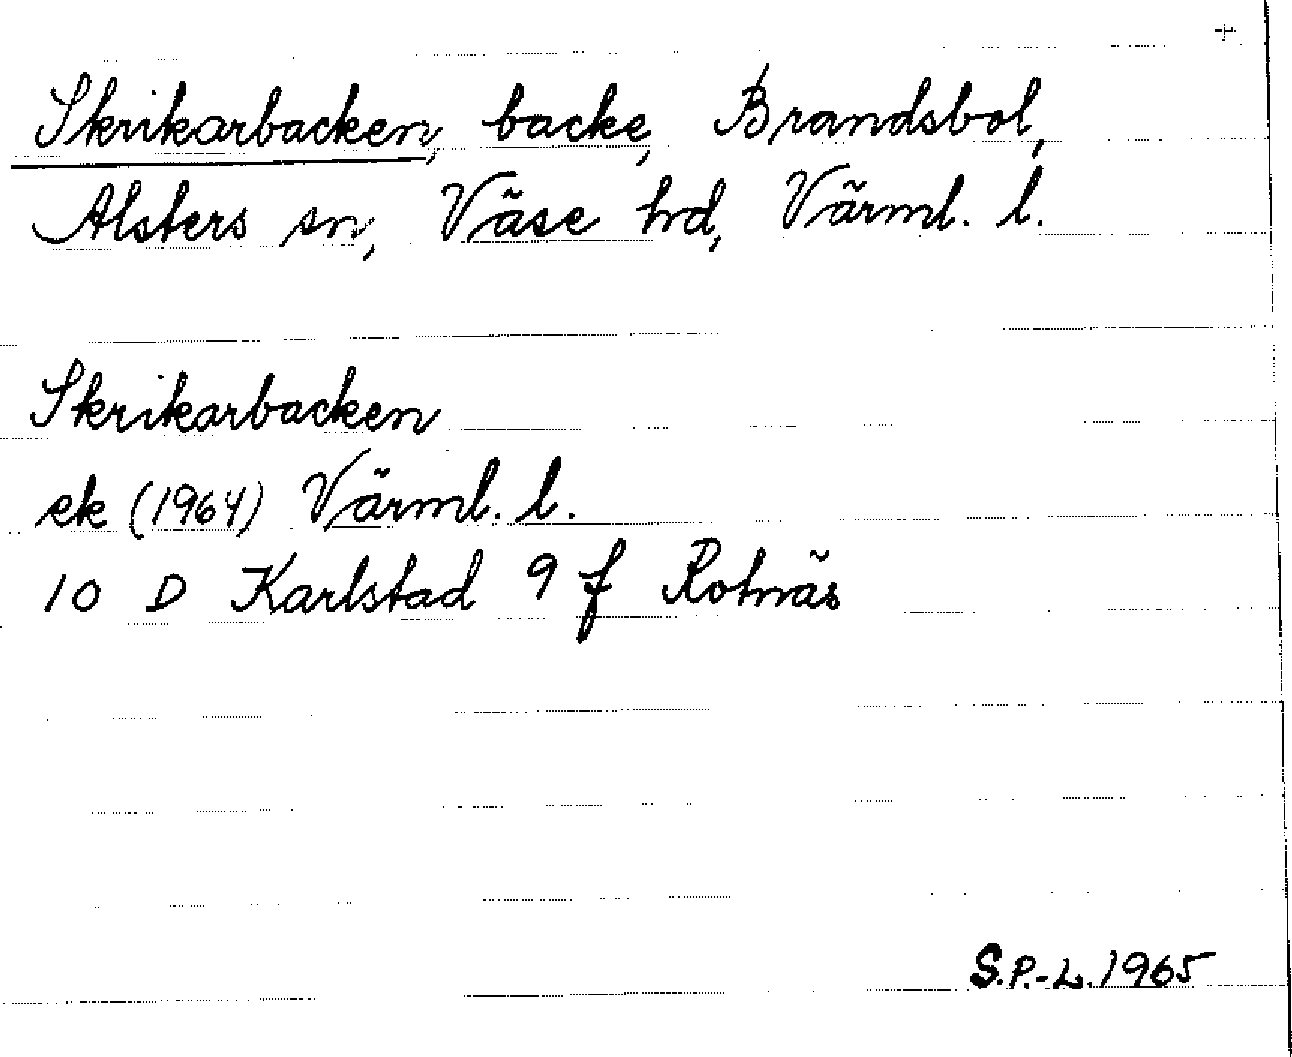 Skrikarbacken, backe, Brandsbol,
Alsters sn, Väse hd, Värml. l.
Skrikarbacken
ek (1964) Värml. l.
10 D Karlstad 9 f Rotnäs
S.P.-L. 1965